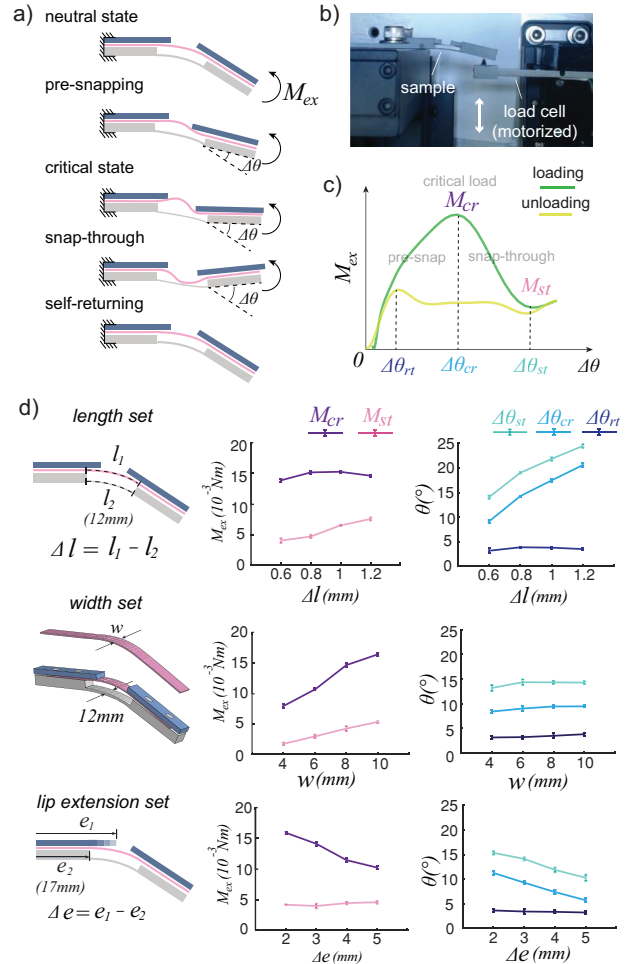 a)
neutral state
pre-snapping
M_ex
Δθ
critical state
Δθ
snap-through
Δθ
self-returning
b)
sample
load cell
(motorized)
c)
loading
unloading
critical load
M_cr
M_ex
pre-snap
snap-through
M_st
0
Δθ_rt
Δθ_cr
Δθ_st
Δθ
d)
length set
l_1
l_2
(12mm)
Δl = l_1 - l_2
M_cr
M_st
M_ex (10^-3 Nm)
20
15
10
5
0
0.6 0.8 1 1.2
Δl (mm)
Δθ_st Δθ_cr Δθ_rt
θ(°)
25
20
15
10
5
0
0.6 0.8 1 1.2
Δl (mm)
width set
w
12mm
M_ex (10^-3 Nm)
20
15
10
5
0
4 6 8 10
w (mm)
θ(°)
25
20
15
10
5
0
4 6 8 10
w (mm)
lip extension set
e_1
e_2
(17mm)
Δe = e_1 - e_2
M_ex (10^-3 Nm)
20
15
10
5
0
2 3 4 5
Δe (mm)
θ(°)
25
20
15
10
5
0
2 3 4 5
Δe (mm)